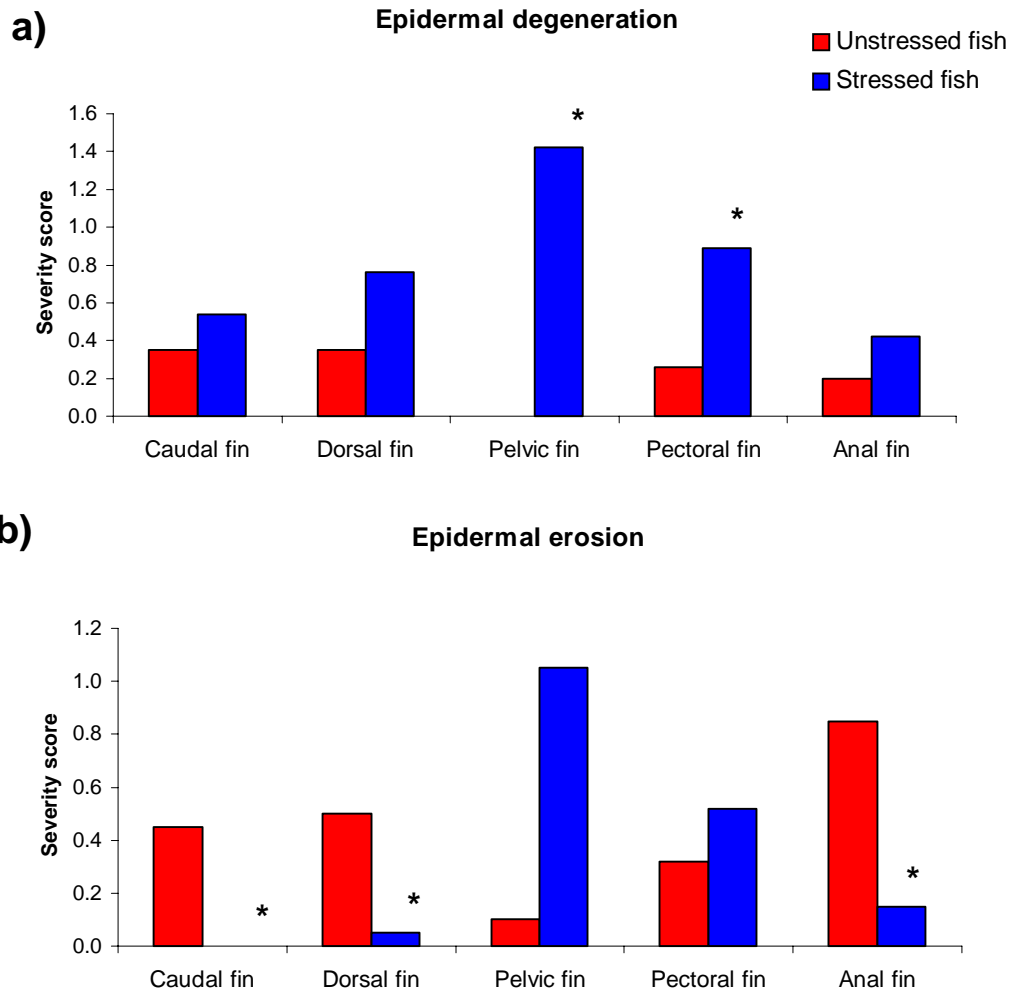 a)
Epidermal degeneration
Unstressed fish
Stressed fish
Severity score
1.6
1.4
1.2
1.0
0.8
0.6
0.4
0.2
0.0
*
*
Caudal fin Dorsal fin Pelvic fin Pectoral fin Anal fin
b)
Epidermal erosion
Severity score
1.2
1.0
0.8
0.6
0.4
0.2
0.0
*
*
*
Caudal fin Dorsal fin Pelvic fin Pectoral fin Anal fin